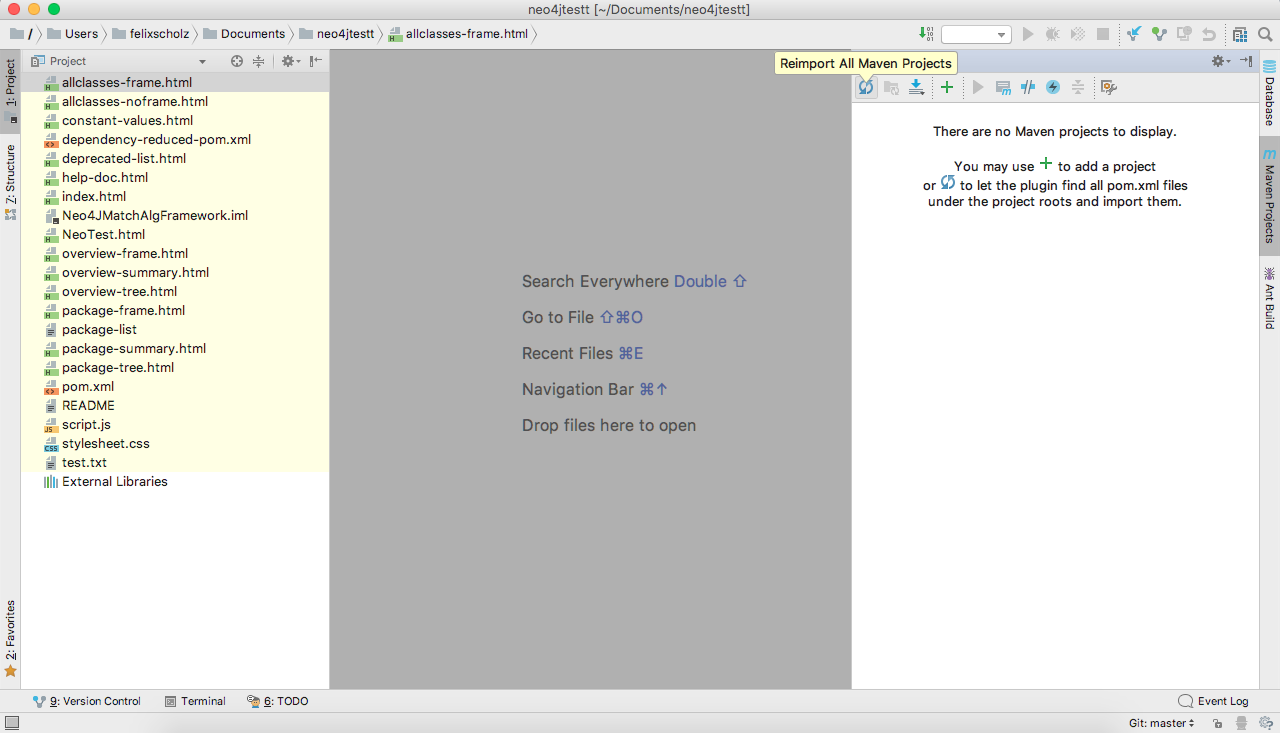 neo4jtestt [~/Documents/neo4jtestt]
/ Users felixscholz Documents neo4jtestt allclasses-frame.html
Project
Reimport All Maven Projects
1: Project
Z: Structure
2: Favorites
allclasses-frame.html
allclasses-noframe.html
constant-values.html
dependency-reduced-pom.xml
deprecated-list.html
help-doc.html
index.html
Neo4JMatchAlgFramework.iml
NeoTest.html
overview-frame.html
overview-summary.html
overview-tree.html
package-frame.html
package-list
package-summary.html
package-tree.html
pom.xml
README
script.js
stylesheet.css
test.txt
External Libraries
Search Everywhere Double ⇧
Go to File ⇧⌘O
Recent Files ⌘E
Navigation Bar ⌘↑
Drop files here to open
There are no Maven projects to display.
You may use + to add a project
or to let the plugin find all pom.xml files
under the project roots and import them.
Database
Maven Projects
Ant Build
9: Version Control Terminal 6: TODO Event Log
Git: master